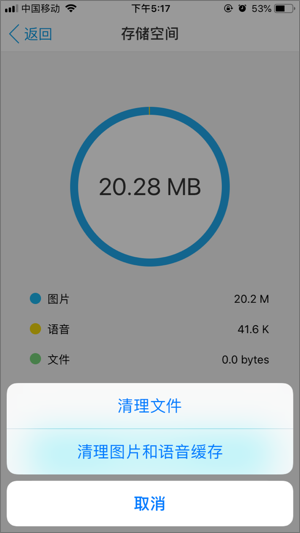 中国移动 下午5:17 53%
返回 存储空间
20.28 MB
图片 20.2 M
语音 41.6 K
文件 0.0 bytes
清理文件
清理图片和语音缓存
取消